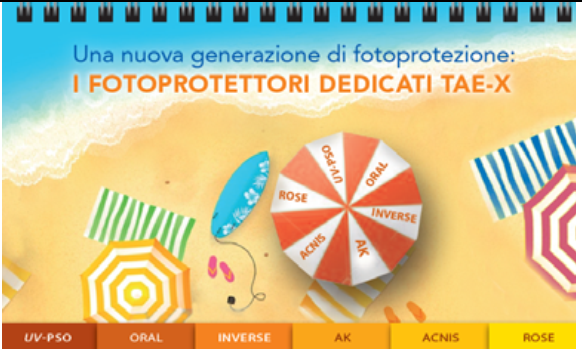 Una nuova generazione di fotoprotezione:
I FOTOPROTETTORI DEDICATI TAE-X
UV-PSO
ORAL
ROSE
INVERSE
ACNIS
AK
UV-PSO ORAL INVERSE AK ACNIS ROSE